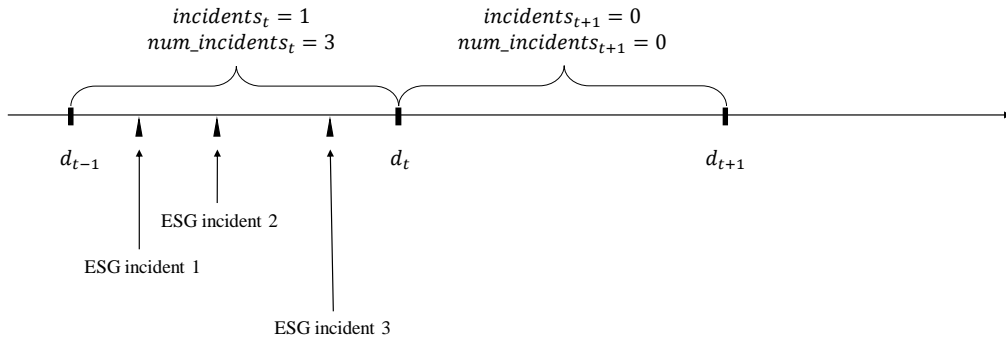 incidents_t = 1
num_incidents_t = 3
incidents_{t+1} = 0
num_incidents_{t+1} = 0
d_{t−1}
d_t
d_{t+1}
ESG incident 2
ESG incident 1
ESG incident 3